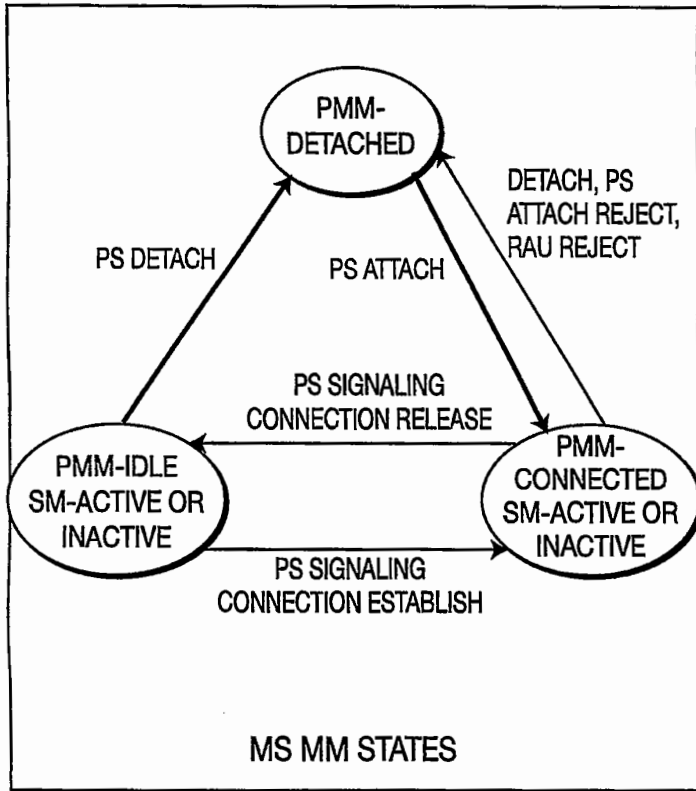 PMM-
DETACHED
DETACH, PS
ATTACH REJECT,
RAU REJECT
PS DETACH
PS ATTACH
PS SIGNALING
CONNECTION RELEASE
PMM-IDLE
SM-ACTIVE OR
INACTIVE
PMM-
CONNECTED
SM-ACTIVE OR
INACTIVE
PS SIGNALING
CONNECTION ESTABLISH
MS MM STATES